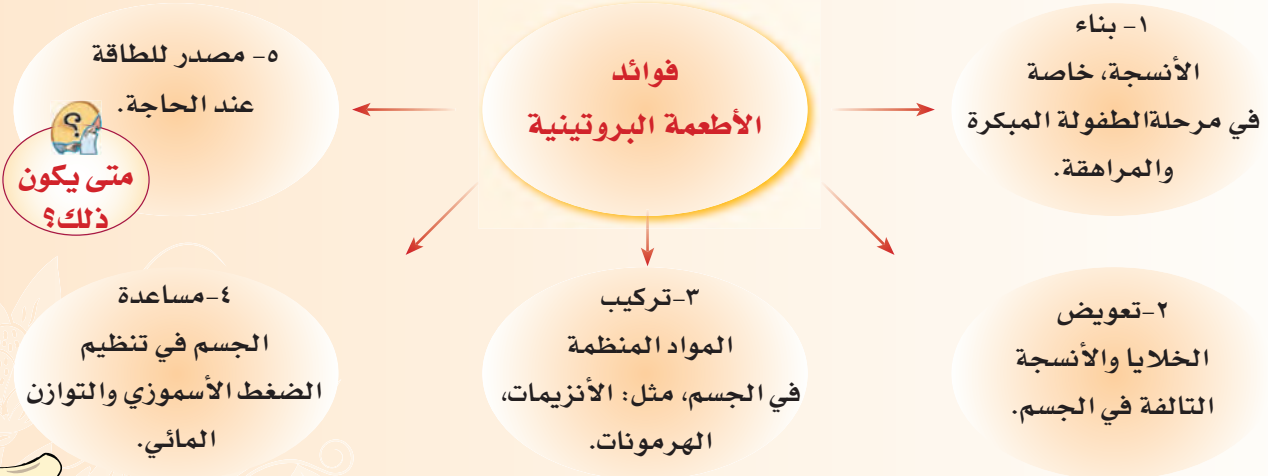 فوائد
الأطعمة البروتينية
١- بناء
الأنسجة، خاصة
في مرحلةالطفولة المبكرة
والمراهقة.
٢-تعويض
الخلايا والأنسجة
التالفة في الجسم.
٣-تركيب
المواد المنظمة
في الجسم، مثل: الأنزيمات،
الهرمونات.
٤-مساعدة
الجسم في تنظيم
الضغط الأسموزي والتوازن
المائي.
٥- مصدر للطاقة
عند الحاجة.
؟
متى يكون
ذلك؟